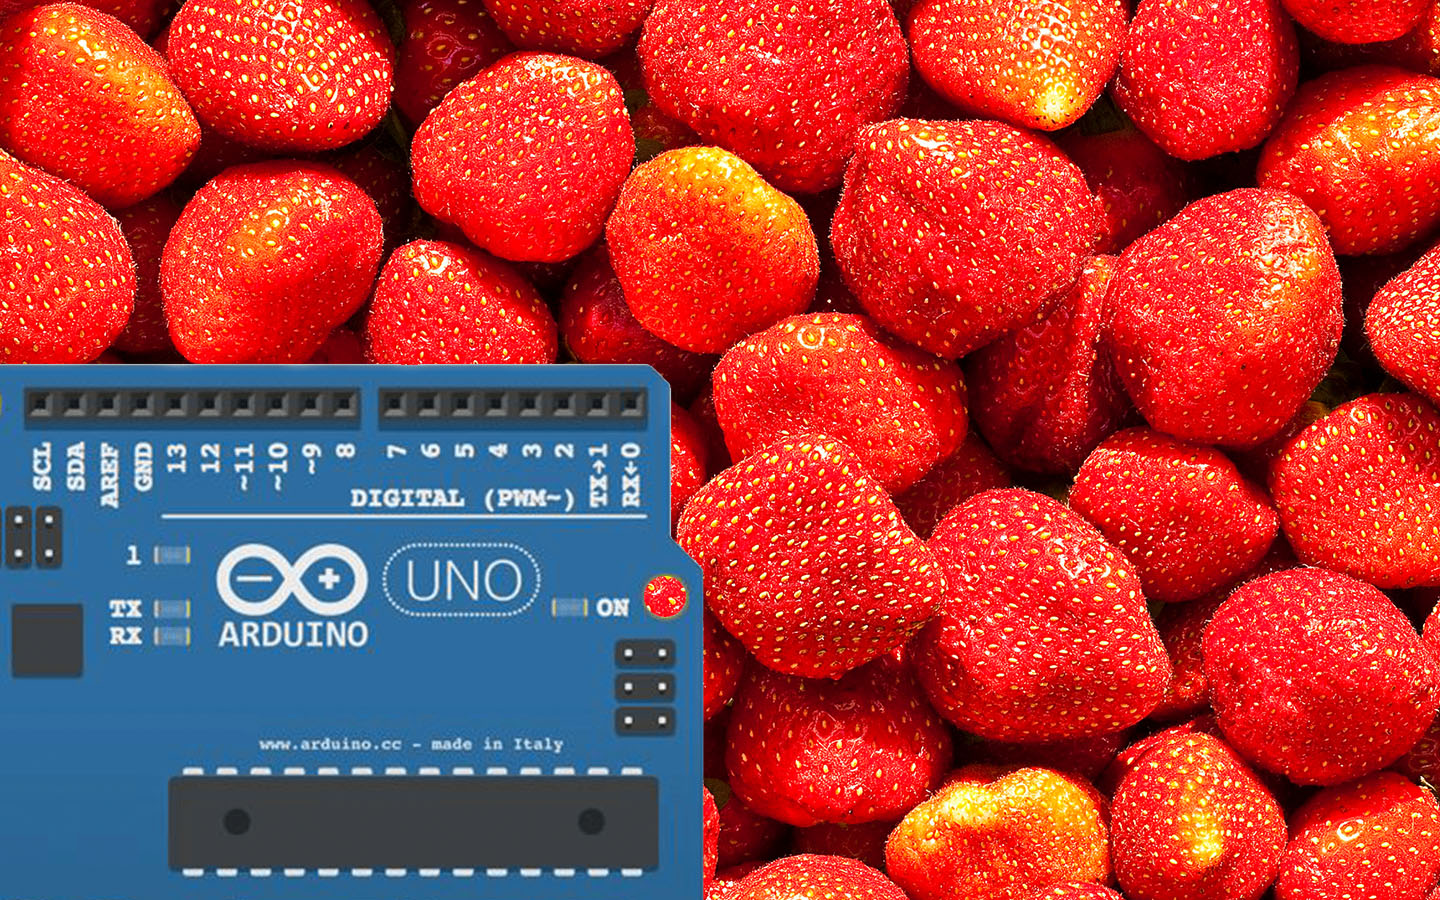 SCL
SDA
AREF
GND
13
12
~11
~10
~9
8
7
6
5
4
3
2
TX→1
RX←0
DIGITAL (PWM~)
1
TX
RX
ARDUINO
UNO
ON
www.arduino.cc - made in Italy